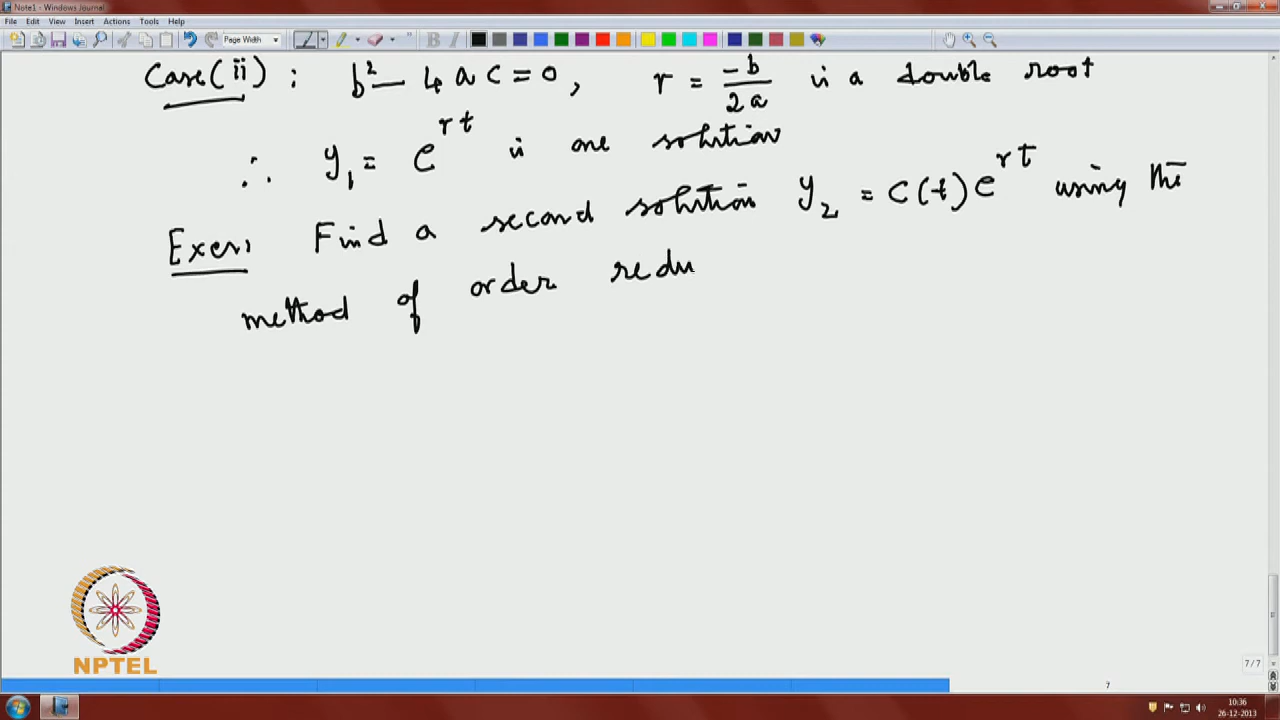 Note1 - Windows Journal
File Edit View Insert Actions Tools Help
Page Width
Case(ii) : b² - 4ac = 0, r = -b/2a is a double root
∴ y₁ = e^{rt} is one solution
Exer: Find a second solution y₂ = c(t)e^{rt} using the
method of order redu
NPTEL
7/7
7
10:36
26-12-2013